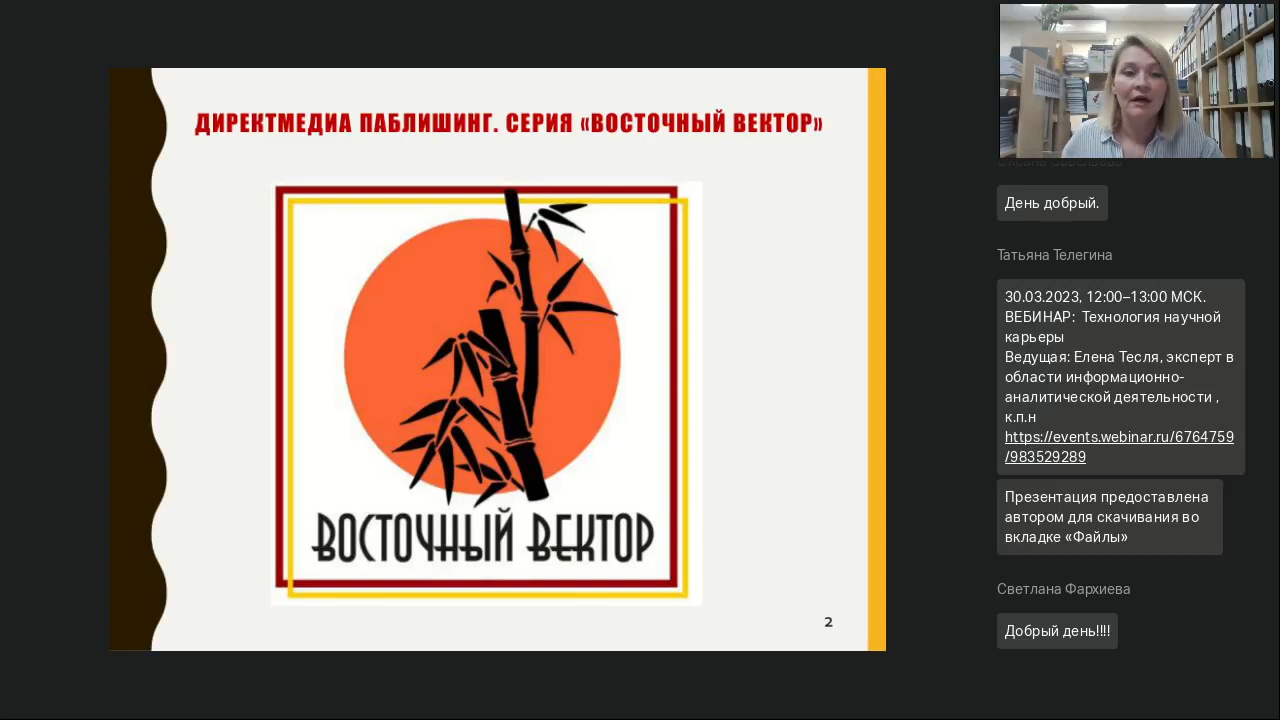 ДИРЕКТМЕДИА ПАБЛИШИНГ. СЕРИЯ «ВОСТОЧНЫЙ ВЕКТОР»
ВОСТОЧНЫЙ ВЕКТОР
2
День добрый.
Татьяна Телегина
30.03.2023, 12:00–13:00 МСК.
ВЕБИНАР:  Технология научной
карьеры
Ведущая: Елена Тесля, эксперт в
области информационно-
аналитической деятельности ,
к.п.н
https://events.webinar.ru/6764759
/983529289
Презентация предоставлена
автором для скачивания во
вкладке «Файлы»
Светлана Фархиева
Добрый день!!!!